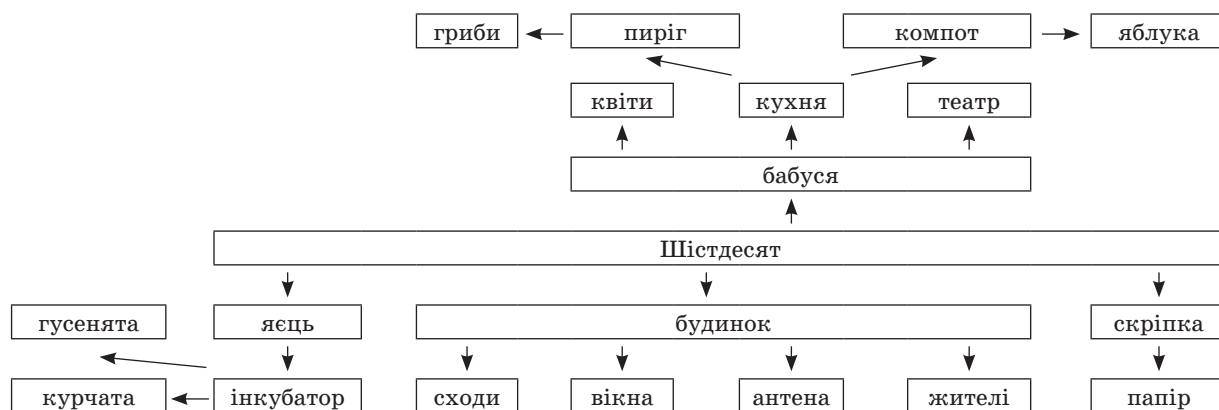 гриби пиріг компот яблука
квіти кухня театр
бабуся
Шістдесят
гусенята яєць будинок скріпка
курчата інкубатор сходи вікна антена жителі папір